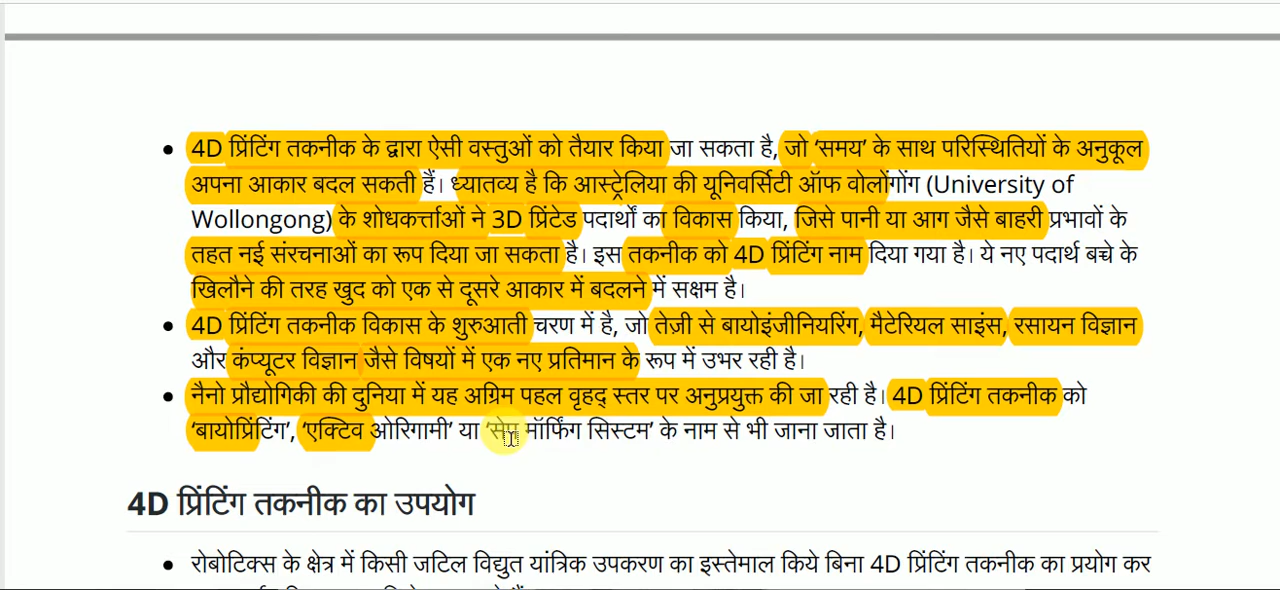 4D प्रिंटिंग तकनीक के द्वारा ऐसी वस्तुओं को तैयार किया जा सकता है, जो ‘समय’ के साथ परिस्थितियों के अनुकूल
अपना आकार बदल सकती हैं। ध्यातव्य है कि आस्ट्रेलिया की यूनिवर्सिटी ऑफ वोलोंगोंग (University of
Wollongong) के शोधकर्त्ताओं ने 3D प्रिंटेड पदार्थों का विकास किया, जिसे पानी या आग जैसे बाहरी प्रभावों के
तहत नई संरचनाओं का रूप दिया जा सकता है। इस तकनीक को 4D प्रिंटिंग नाम दिया गया है। ये नए पदार्थ बच्चे के
खिलौने की तरह खुद को एक से दूसरे आकार में बदलने में सक्षम है।
4D प्रिंटिंग तकनीक विकास के शुरुआती चरण में है, जो तेज़ी से बायोइंजीनियरिंग, मैटेरियल साइंस, रसायन विज्ञान
और कंप्यूटर विज्ञान जैसे विषयों में एक नए प्रतिमान के रूप में उभर रही है।
नैनो प्रौद्योगिकी की दुनिया में यह अग्रिम पहल वृहद् स्तर पर अनुप्रयुक्त की जा रही है। 4D प्रिंटिंग तकनीक को
‘बायोप्रिंटिंग’, ‘एक्टिव ओरिगामी’ या ‘सेप मॉर्फिंग सिस्टम’ के नाम से भी जाना जाता है।
4D प्रिंटिंग तकनीक का उपयोग
रोबोटिक्स के क्षेत्र में किसी जटिल विद्युत यांत्रिक उपकरण का इस्तेमाल किये बिना 4D प्रिंटिंग तकनीक का प्रयोग कर